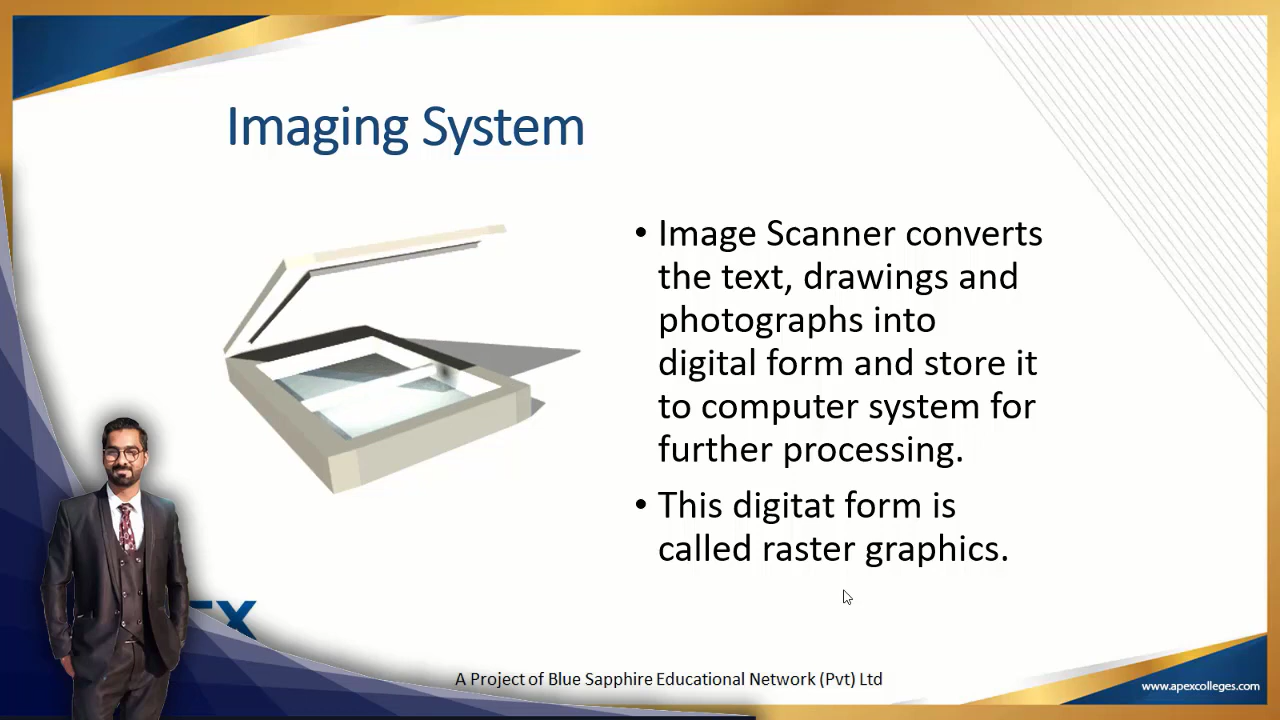 Imaging System
• Image Scanner converts
the text, drawings and
photographs into
digital form and store it
to computer system for
further processing.
• This digitat form is
called raster graphics.
EX
A Project of Blue Sapphire Educational Network (Pvt) Ltd
www.apexcolleges.com